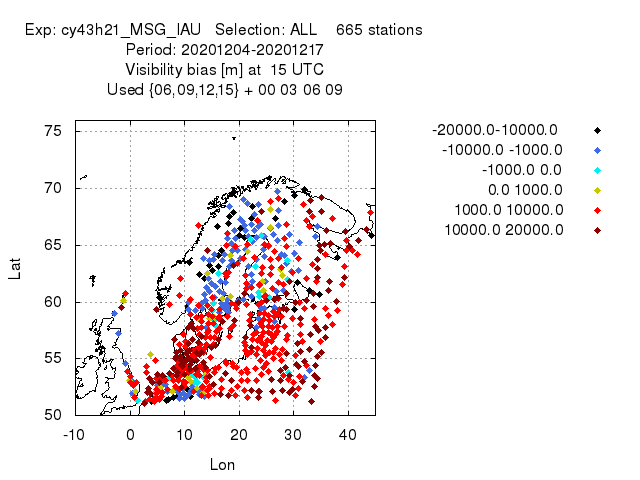 Exp: cy43h21_MSG_IAU Selection: ALL 665 stations
Period: 20201204-20201217
Visibility bias [m] at 15 UTC
Used {06,09,12,15} + 00 03 06 09
-20000.0-10000.0
-10000.0 -1000.0
-1000.0 0.0
0.0 1000.0
1000.0 10000.0
10000.0 20000.0
75
70
65
60
55
50
Lat
-10 0 10 20 30 40
Lon